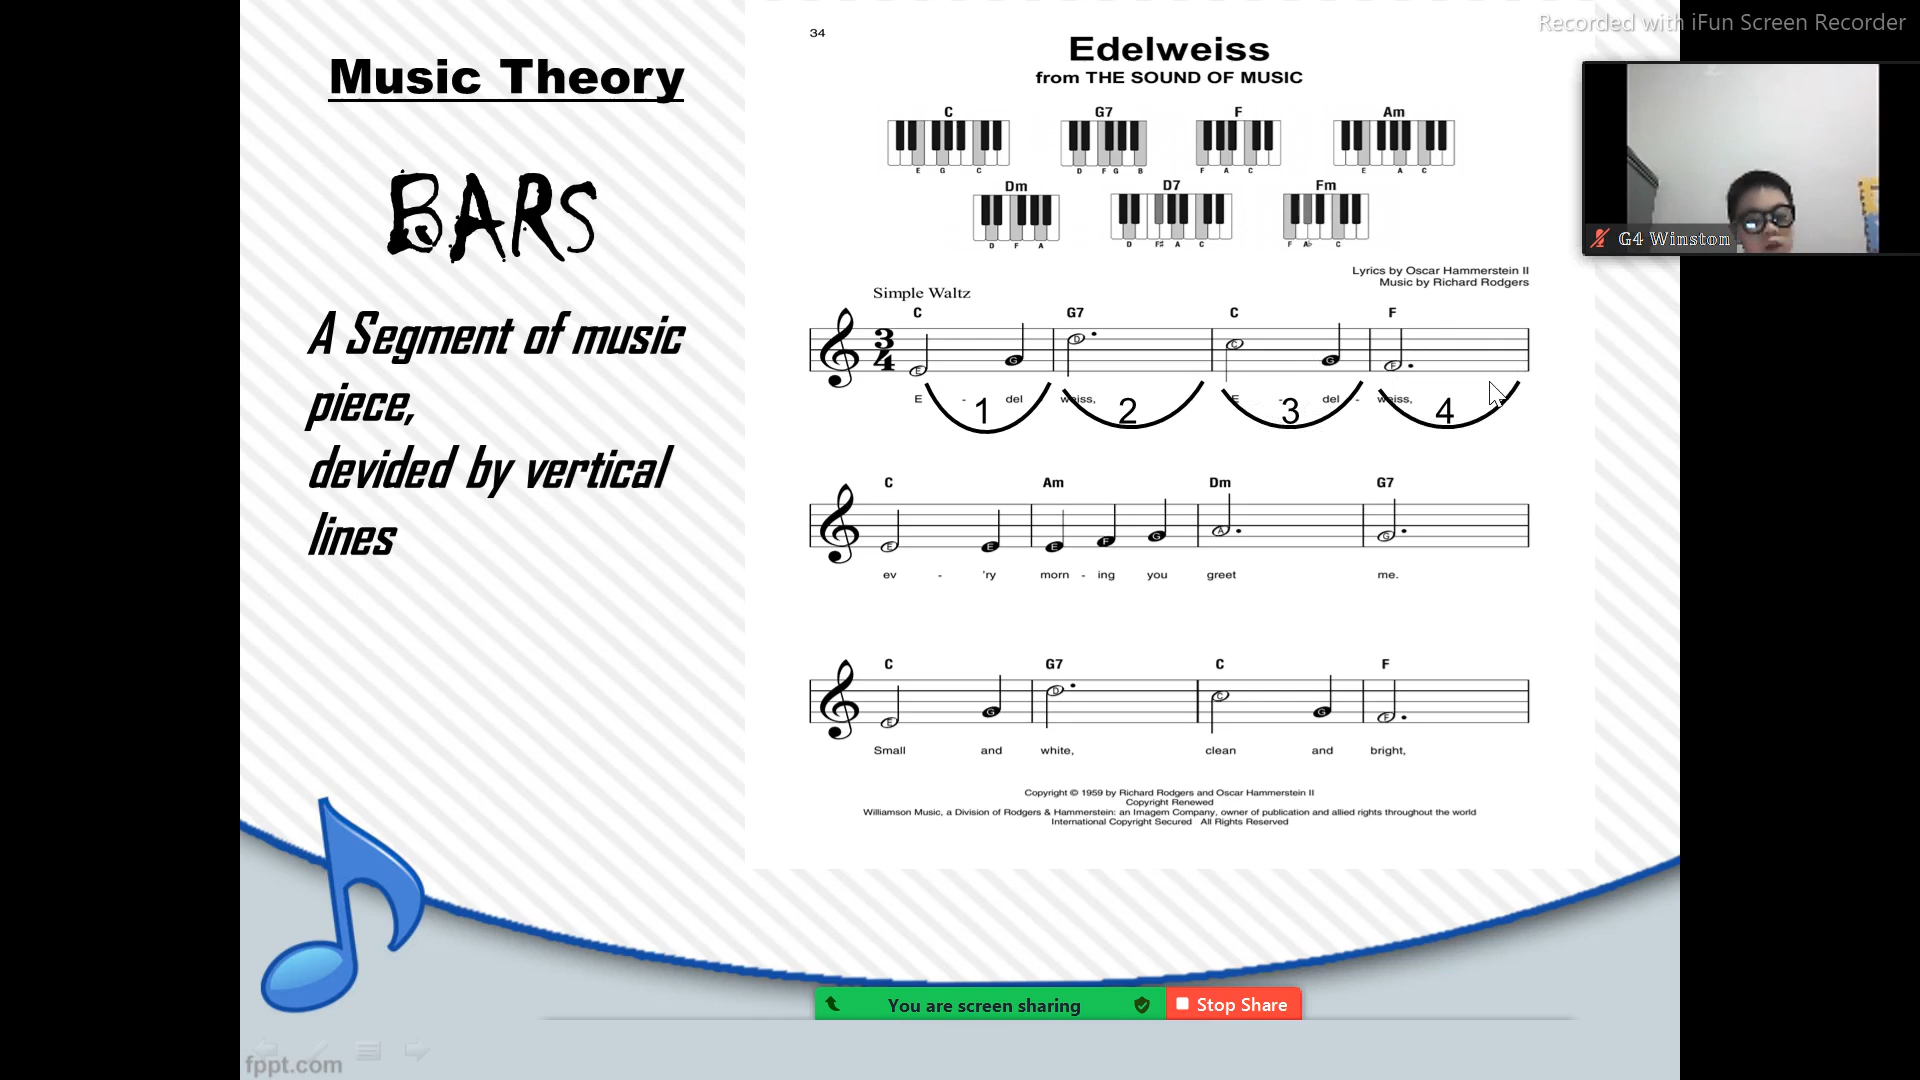 Recorded with iFun Screen Recorder
Music Theory
BARS
A Segment of music
piece,
devided by vertical
lines
34
Edelweiss
from THE SOUND OF MUSIC
C G7 F Am
E G C D F G B F A C E A C
Dm D7 Fm
D F A D F♯ A C F A♭ C
Lyrics by Oscar Hammerstein II
Music by Richard Rodgers
Simple Waltz
C G7 C F
3
4
E G D C G F
E - del weiss, E - del - weiss,
1 2 3 4
C Am Dm G7
E E E F G A G
ev - 'ry morn - ing you greet me.
C G7 C F
E G D C G F
Small and white, clean and bright,
Copyright © 1959 by Richard Rodgers and Oscar Hammerstein II
Copyright Renewed
Williamson Music, a Division of Rodgers & Hammerstein: an Imagem Company, owner of publication and allied rights throughout the world
International Copyright Secured All Rights Reserved
G4 Winston
You are screen sharing
Stop Share
fppt.com